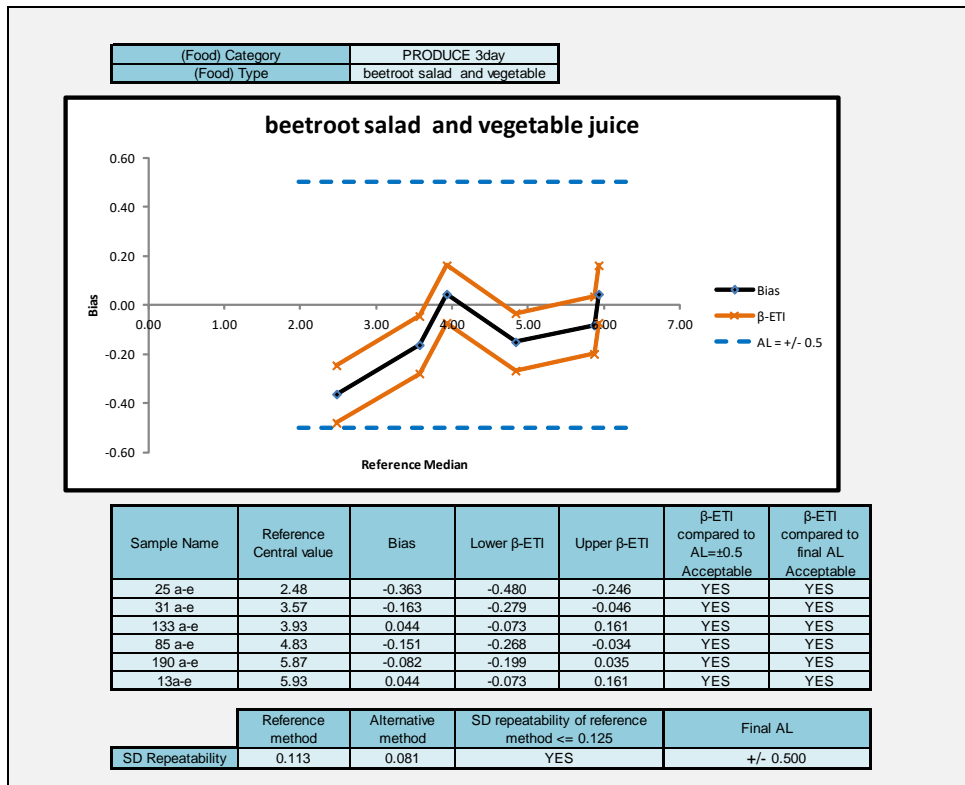 (Food) Category PRODUCE 3day
(Food) Type beetroot salad and vegetable
beetroot salad and vegetable juice
0.60
0.40
0.20
0.00
-0.20
-0.40
-0.60
0.00 1.00 2.00 3.00 4.00 5.00 6.00 7.00
Bias
Reference Median
Bias
β-ETI
AL = +/- 0.5
Sample Name
Reference
Central value
Bias
Lower β-ETI
Upper β-ETI
β-ETI
compared to
AL=±0.5
Acceptable
β-ETI
compared to
final AL
Acceptable
25 a-e 2.48 -0.363 -0.480 -0.246 YES YES
31 a-e 3.57 -0.163 -0.279 -0.046 YES YES
133 a-e 3.93 0.044 -0.073 0.161 YES YES
85 a-e 4.83 -0.151 -0.268 -0.034 YES YES
190 a-e 5.87 -0.082 -0.199 0.035 YES YES
13a-e 5.93 0.044 -0.073 0.161 YES YES
Reference
method
Alternative
method
SD repeatability of reference
method <= 0.125
Final AL
SD Repeatability 0.113 0.081 YES +/- 0.500